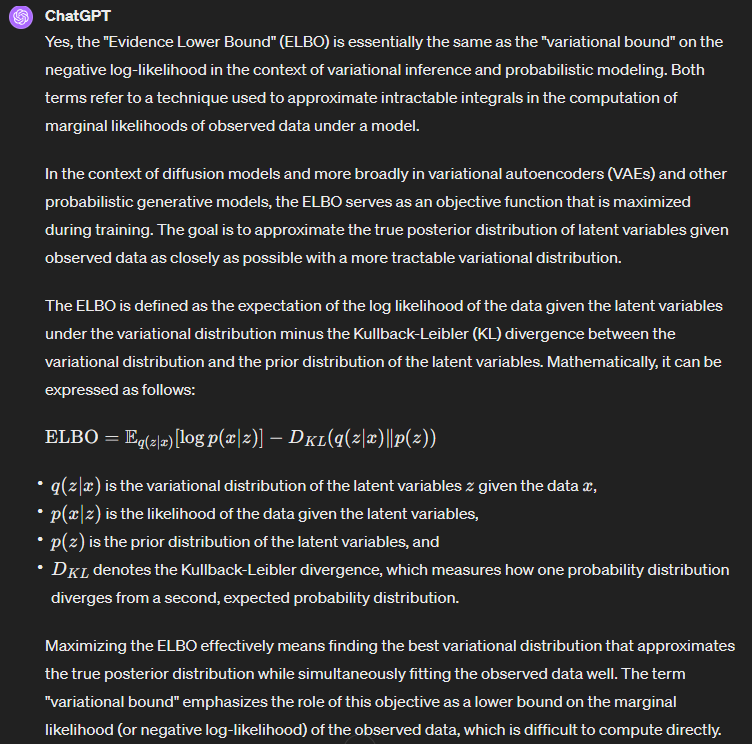 ChatGPT
Yes, the "Evidence Lower Bound" (ELBO) is essentially the same as the "variational bound" on the
negative log-likelihood in the context of variational inference and probabilistic modeling. Both
terms refer to a technique used to approximate intractable integrals in the computation of
marginal likelihoods of observed data under a model.
In the context of diffusion models and more broadly in variational autoencoders (VAEs) and other
probabilistic generative models, the ELBO serves as an objective function that is maximized
during training. The goal is to approximate the true posterior distribution of latent variables given
observed data as closely as possible with a more tractable variational distribution.
The ELBO is defined as the expectation of the log likelihood of the data given the latent variables
under the variational distribution minus the Kullback-Leibler (KL) divergence between the
variational distribution and the prior distribution of the latent variables. Mathematically, it can be
expressed as follows:
ELBO = 𝔼_{q(z|x)}[log p(x|z)] − D_{KL}(q(z|x)‖p(z))
• q(z|x) is the variational distribution of the latent variables z given the data x,
• p(x|z) is the likelihood of the data given the latent variables,
• p(z) is the prior distribution of the latent variables, and
• D_{KL} denotes the Kullback-Leibler divergence, which measures how one probability distribution
diverges from a second, expected probability distribution.
Maximizing the ELBO effectively means finding the best variational distribution that approximates
the true posterior distribution while simultaneously fitting the observed data well. The term
"variational bound" emphasizes the role of this objective as a lower bound on the marginal
likelihood (or negative log-likelihood) of the observed data, which is difficult to compute directly.